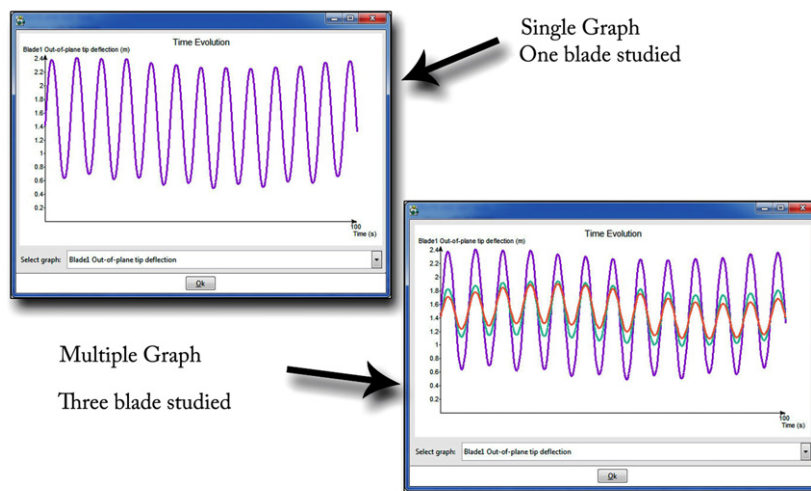 Single Graph
One blade studied
Time Evolution
Blade1 Out-of-plane tip deflection (m)
2.4
2.2
2
1.8
1.6
1.4
1.2
1
0.8
0.6
0.4
0.2
100
Time (s)
Select graph: Blade1 Out-of-plane tip deflection
Ok
Multiple Graph
Three blade studied
Time Evolution
Blade1 Out-of-plane tip deflection (m)
2.4
2.2
2
1.8
1.6
1.4
1.2
1
0.8
0.6
0.4
0.2
100
Time (s)
Select graph: Blade1 Out-of-plane tip deflection
Ok